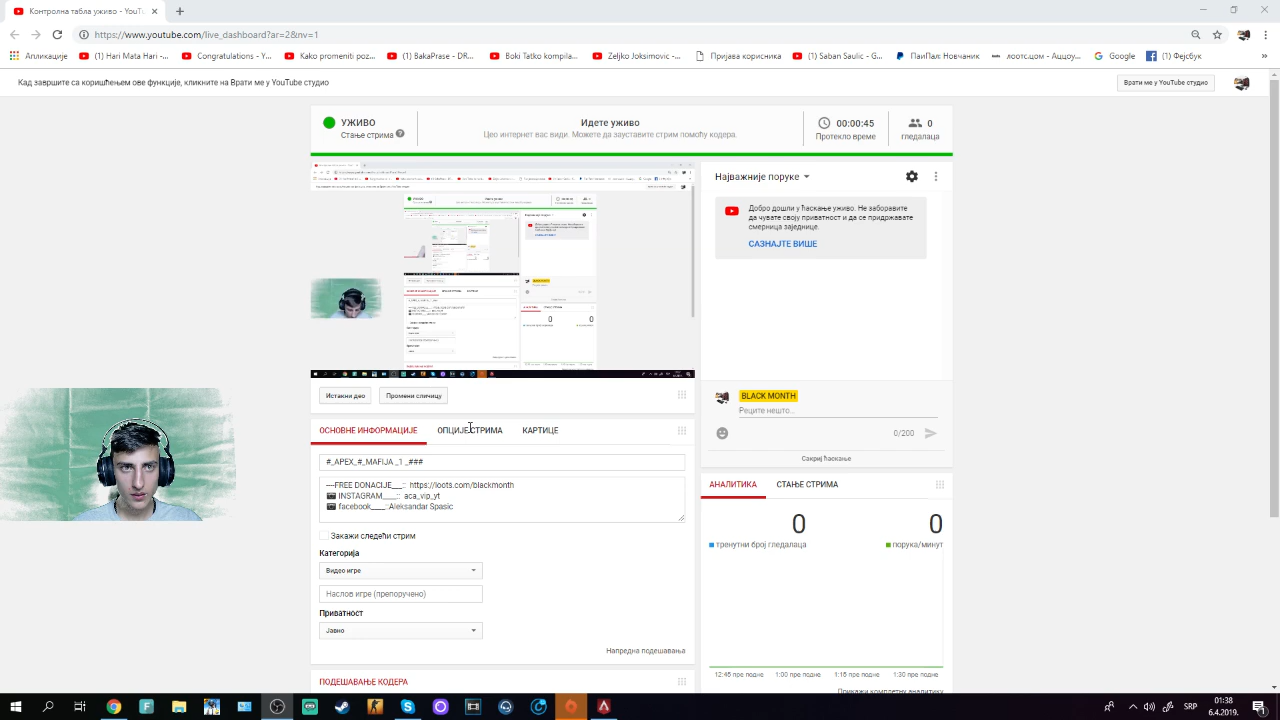 Контролна табла уживо - YouTu
https://www.youtube.com/live_dashboard?ar=2&nv=1
Апликације
(1) Hari Mata Hari -...
Congratulations - Y...
Kako promeniti poz...
(1) BakaPrase - DR...
Boki Tatko kompila...
Zeljko Joksimovic -...
Пријава корисника
(1) Saban Saulic - G...
ПаиПал: Новчаник
лоотс.цом - Аццоу...
Google
(1) Фејсбук
Кад завршите са коришћењем ове функције, кликните на Врати ме у YouTube студио
Врати ме у YouTube студио
УЖИВО
Стање стрима
Идете уживо
Цео интернет вас види. Можете да зауставите стрим помоћу кодера.
00:00:45
Протекло време
0
гледалаца
Најважније поруке
Добро дошли у ћаскање уживо. Не заборавите
да чувате своју приватност и да се придржавате
смерница заједнице.
САЗНАЈТЕ ВИШЕ
BLACK MONTH
Реците нешто...
0/200
Сакриј ћаскање
Истакни део
Промени сличицу
ОСНОВНЕ ИНФОРМАЦИЈЕ
ОПЦИЈЕ СТРИМА
КАРТИЦЕ
#_APEX_#_MAFIJA _1 _###
----FREE DONACIJE___:: https://loots.com/blackmonth
INSTAGRAM____:: aca_vip_yt
facebook____::Aleksandar Spasic
Закажи следећи стрим
Категорија
Видео игре
Наслов игре (препоручено)
Приватност
Јавно
Напредна подешавања
ПОДЕШАВАЊЕ КОДЕРА
АНАЛИТИКА
СТАЊЕ СТРИМА
0
0
тренутни број гледалаца
порука/минут
12:45 пре подне
1:00 пре подне
1:15 пре подне
1:30 пре подне
Прикажи комплетну аналитику
SRP
01:38
6.4.2019.